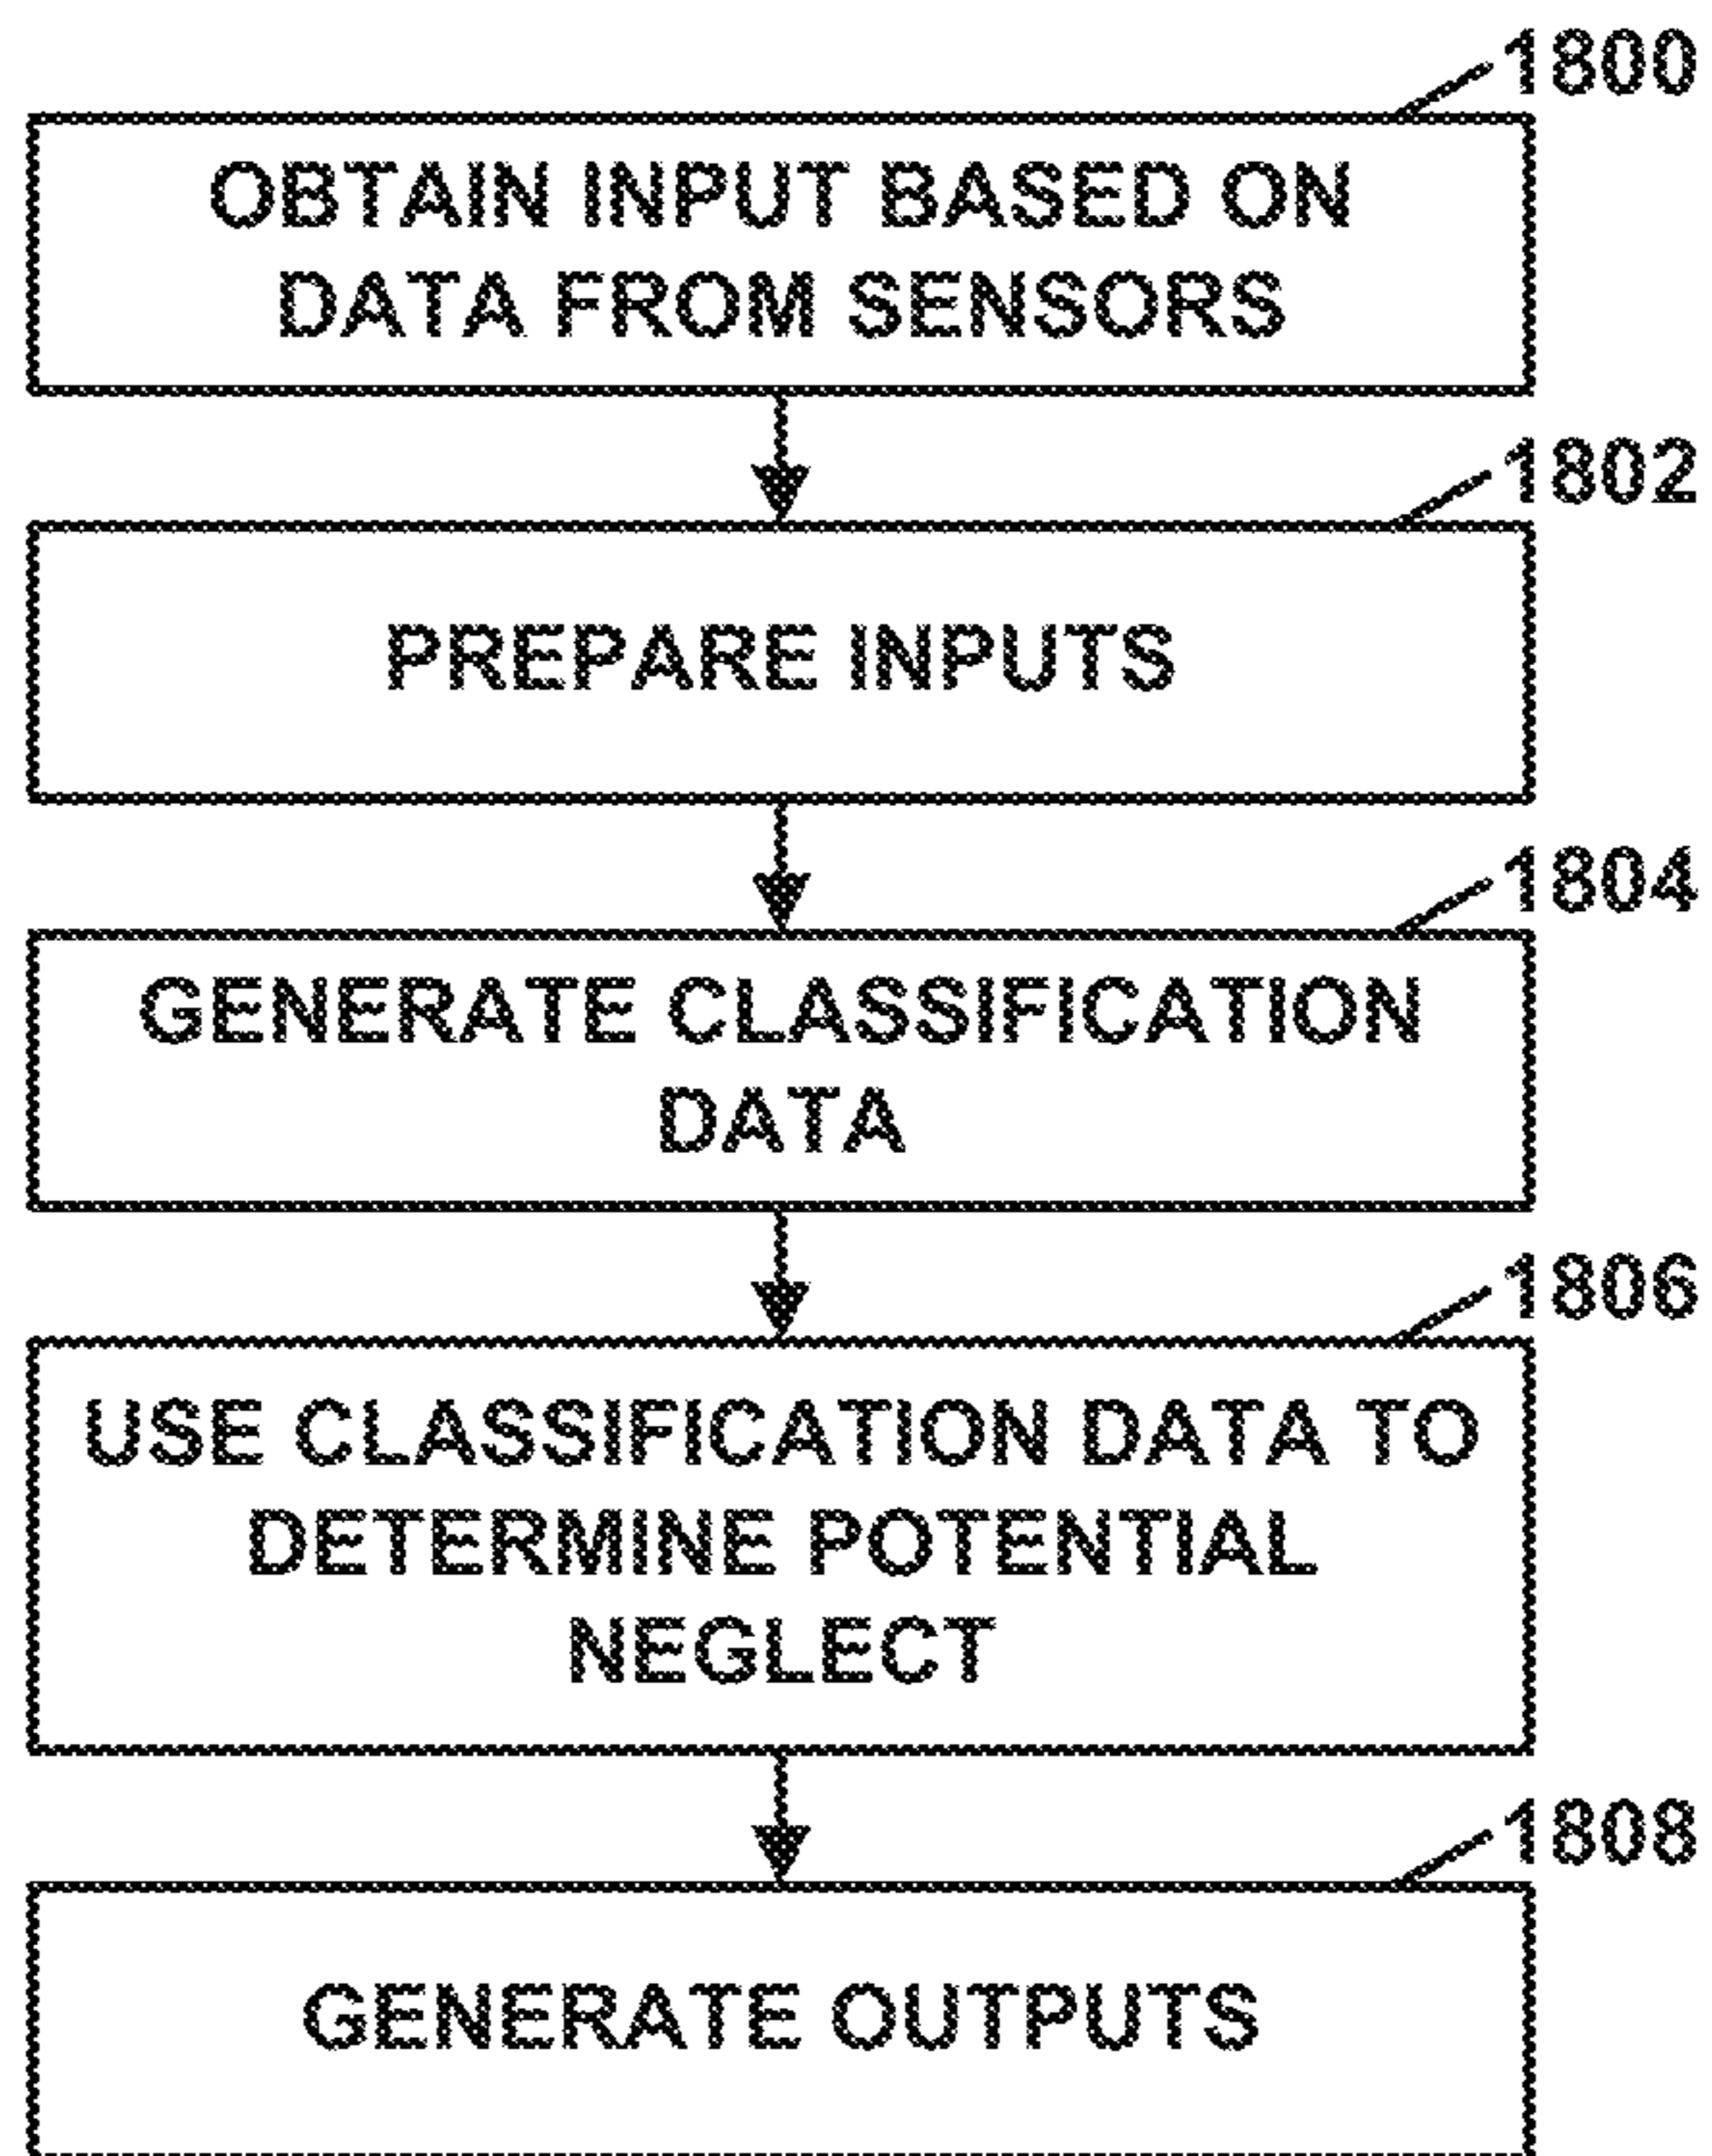 1800
OBTAIN INPUT BASED ON
DATA FROM SENSORS
1802
PREPARE INPUTS
1804
GENERATE CLASSIFICATION
DATA
1806
USE CLASSIFICATION DATA TO
DETERMINE POTENTIAL
NEGLECT
1808
GENERATE OUTPUTS